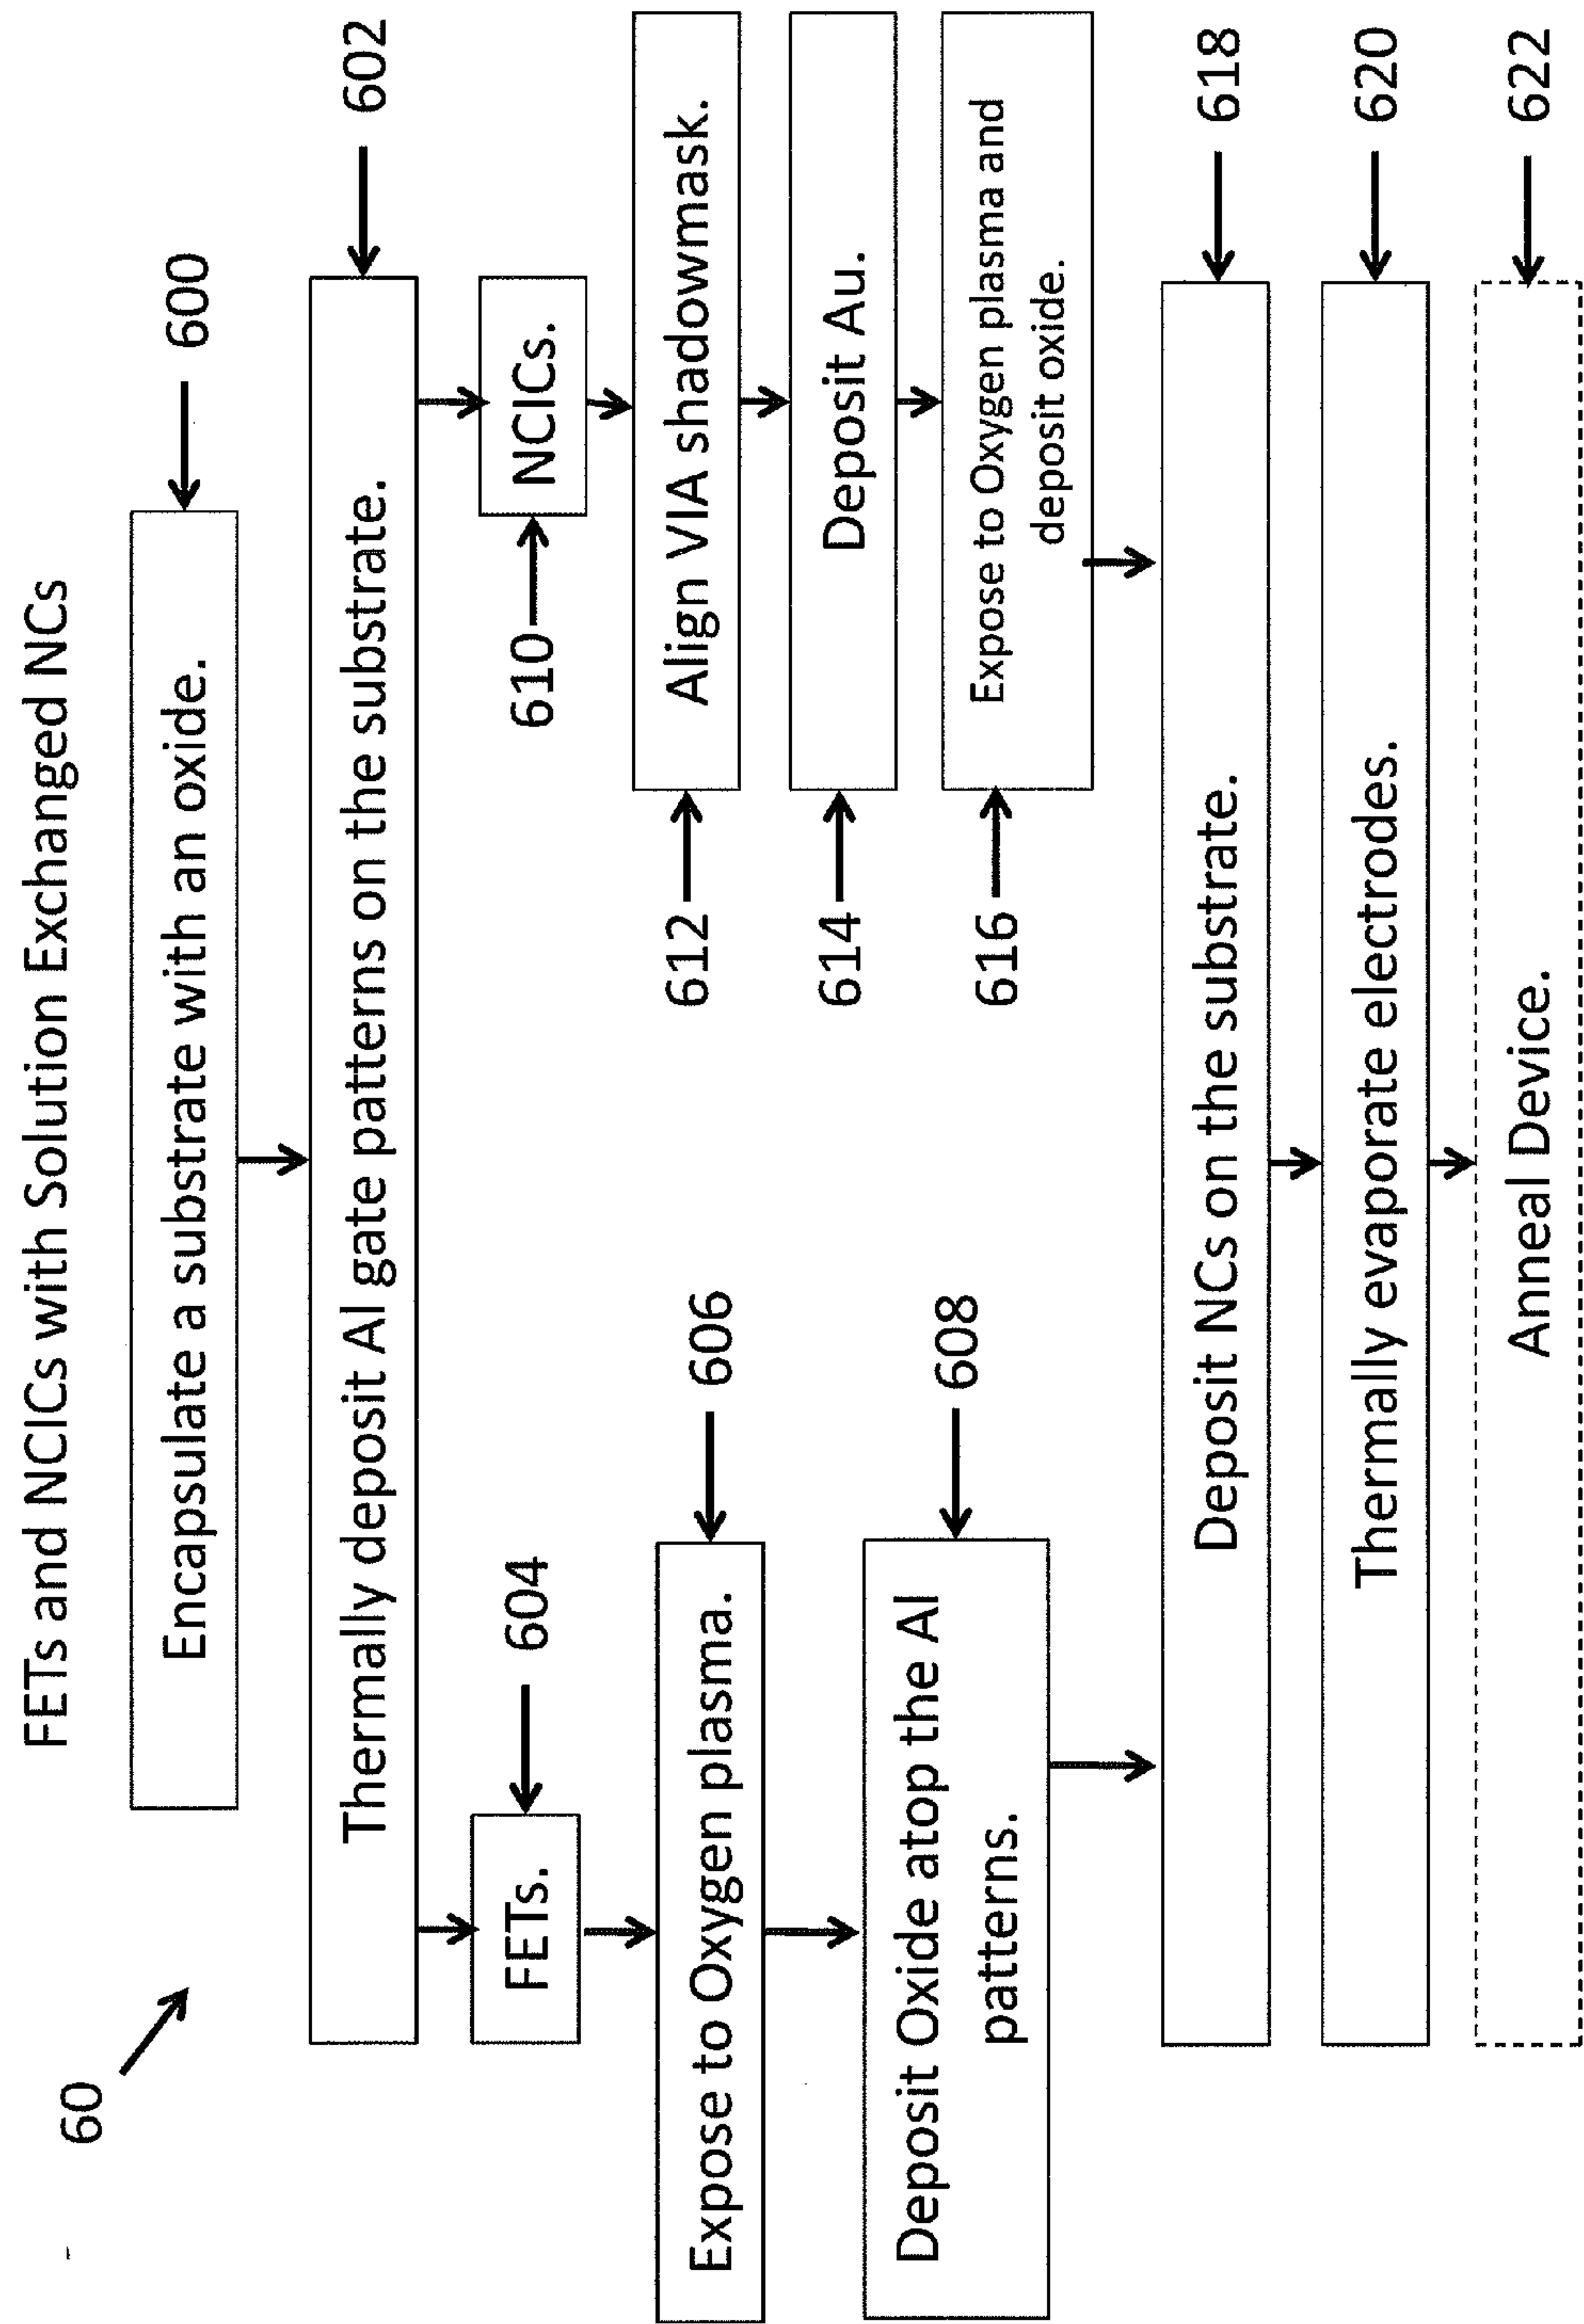 FETs and NCICs with Solution Exchanged NCs
60
Encapsulate a substrate with an oxide.
600
Thermally deposit Al gate patterns on the substrate.
602
FETs.
604
Expose to Oxygen plasma.
606
Deposit Oxide atop the Al
patterns.
608
NCICs.
610
Align VIA shadowmask.
612
Deposit Au.
614
Expose to Oxygen plasma and
deposit oxide.
616
Deposit NCs on the substrate.
618
Thermally evaporate electrodes.
620
Anneal Device.
622